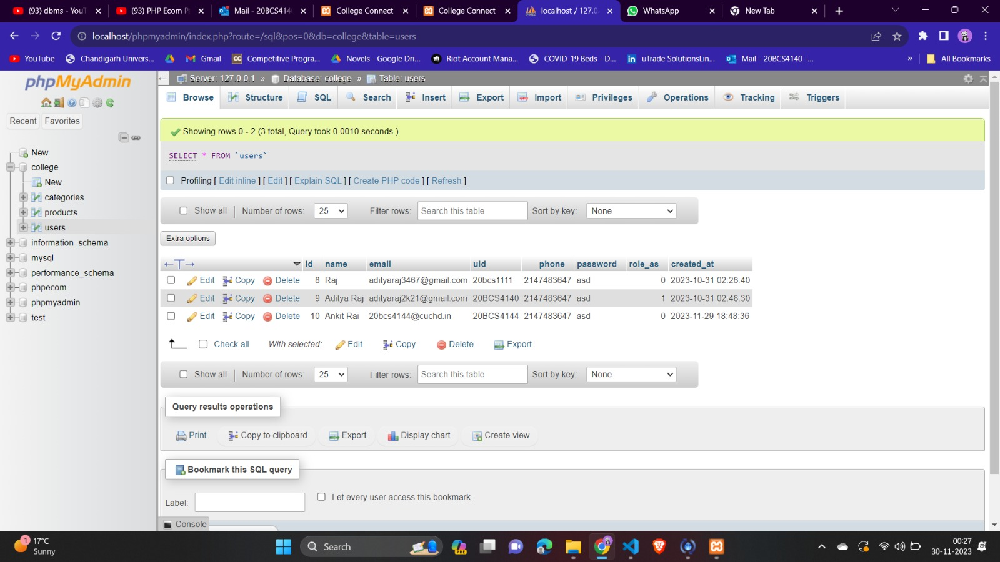 (93) dbms - YouT
(93) PHP Ecom P
Mail - 20BCS414
College Connect
College Connect
localhost / 127.0.
WhatsApp
New Tab
localhost/phpmyadmin/index.php?route=/sql&pos=0&db=college&table=users
YouTube
Chandigarh Univers...
Gmail
CC Competitive Progra...
Novels - Google Dri...
Riot Account Mana...
COVID-19 Beds - D...
in uTrade SolutionsLin...
Mail - 20BCS4140 -...
»
All Bookmarks
phpMyAdmin
Recent
Favorites
New
college
New
categories
products
users
information_schema
mysql
performance_schema
phpecom
phpmyadmin
test
Server: 127.0.0.1 » Database: college » Table: users
Browse
Structure
SQL
Search
Insert
Export
Import
Privileges
Operations
Tracking
Triggers
Showing rows 0 - 2 (3 total, Query took 0.0010 seconds.)
SELECT * FROM `users`
Profiling [ Edit inline ] [ Edit ] [ Explain SQL ] [ Create PHP code ] [ Refresh ]
Show all | Number of rows: 25 Filter rows: Search this table Sort by key: None
Extra options
←T→ id name email uid phone password role_as created_at
Edit Copy Delete 8 Raj adityaraj3467@gmail.com 20bcs1111 2147483647 asd 0 2023-10-31 02:26:40
Edit Copy Delete 9 Aditya Raj adityaraj2k21@gmail.com 20BCS4140 2147483647 asd 1 2023-10-31 02:48:30
Edit Copy Delete 10 Ankit Rai 20bcs4144@cuchd.in 20BCS4144 2147483647 asd 0 2023-11-29 18:48:36
Check all With selected: Edit Copy Delete Export
Show all | Number of rows: 25 Filter rows: Search this table Sort by key: None
Query results operations
Print Copy to clipboard Export Display chart Create view
Bookmark this SQL query
Label: Let every user access this bookmark
Console
1
17°C
Sunny
Search
PRE
00:27
30-11-2023